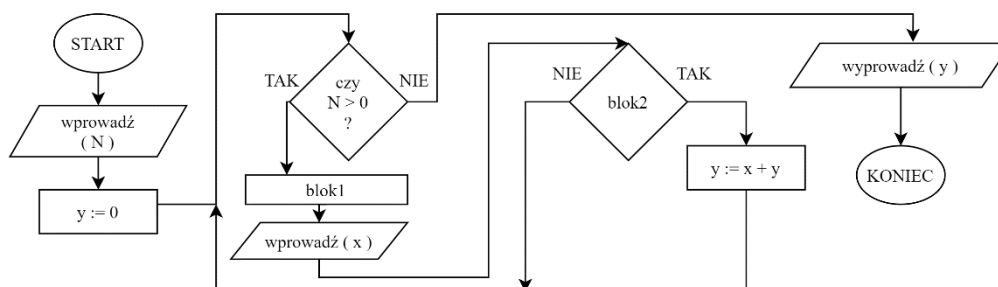 START
wprowadź
( N )
y := 0
czy
N > 0
?
TAK
NIE
blok1
wprowadź ( x )
blok2
NIE
TAK
y := x + y
wyprowadź ( y )
KONIEC